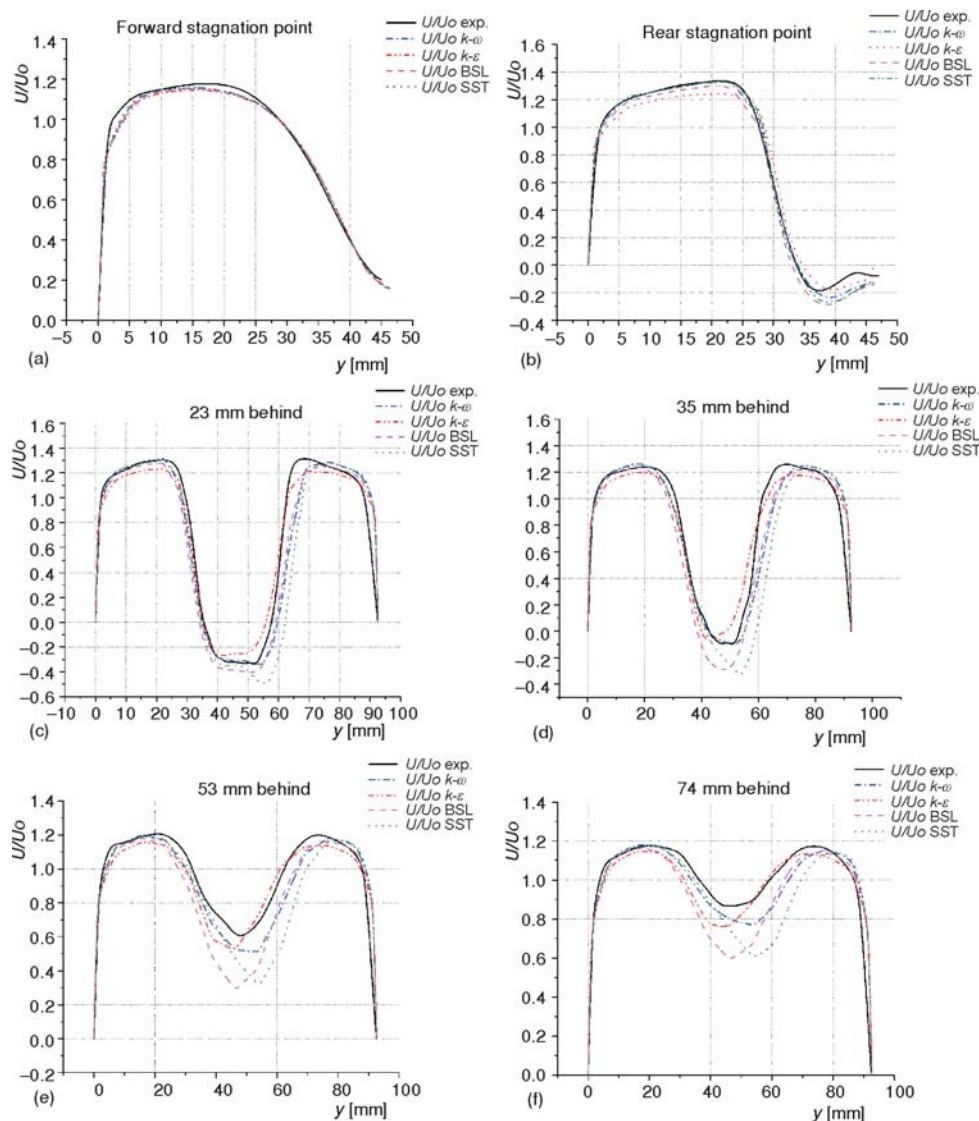 Forward stagnation point
U/Uo exp.
U/Uo k-ω
U/Uo k-ε
U/Uo BSL
U/Uo SST
U/Uo
1.4
1.2
1.0
0.8
0.6
0.4
0.2
0.0
–5 0 5 10 15 20 25 30 35 40 45 50
y [mm]
(a)
Rear stagnation point
U/Uo exp.
U/Uo k-ω
U/Uo k-ε
U/Uo BSL
U/Uo SST
U/Uo
1.6
1.4
1.2
1.0
0.8
0.6
0.4
0.2
–0.0
–0.2
–0.4
–5 0 5 10 15 20 25 30 35 40 45 50
y [mm]
(b)
23 mm behind
U/Uo exp.
U/Uo k-ω
U/Uo k-ε
U/Uo BSL
U/Uo SST
U/Uo
1.6
1.4
1.2
1.0
0.8
0.6
0.4
0.2
–0.0
–0.2
–0.4
–0.6
–10 0 10 20 30 40 50 60 70 80 90 100
y [mm]
(c)
35 mm behind
U/Uo exp.
U/Uo k-ω
U/Uo k-ε
U/Uo BSL
U/Uo SST
U/Uo
1.6
1.4
1.2
1.0
0.8
0.6
0.4
0.2
–0.0
–0.2
–0.4
0 20 40 60 80 100
y [mm]
(d)
53 mm behind
U/Uo exp.
U/Uo k-ω
U/Uo k-ε
U/Uo BSL
U/Uo SST
U/Uo
1.4
1.2
1.0
0.8
0.6
0.4
0.2
–0.0
–0.2
0 20 40 60 80 100
y [mm]
(e)
74 mm behind
U/Uo exp.
U/Uo k-ω
U/Uo k-ε
U/Uo BSL
U/Uo SST
U/Uo
1.4
1.2
1.0
0.8
0.6
0.4
0.2
0.0
0 20 40 60 80 100
y [mm]
(f)